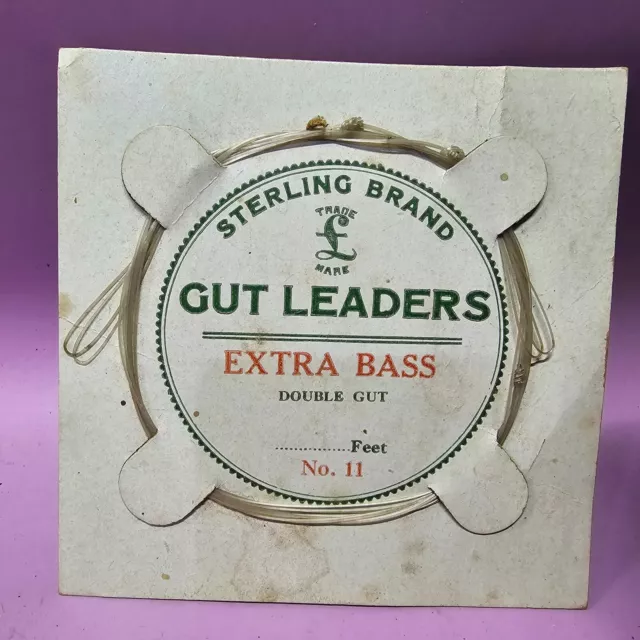 STERLING BRAND
TRADE
£
MARK
GUT LEADERS
EXTRA BASS
DOUBLE GUT
................Feet
No. 11